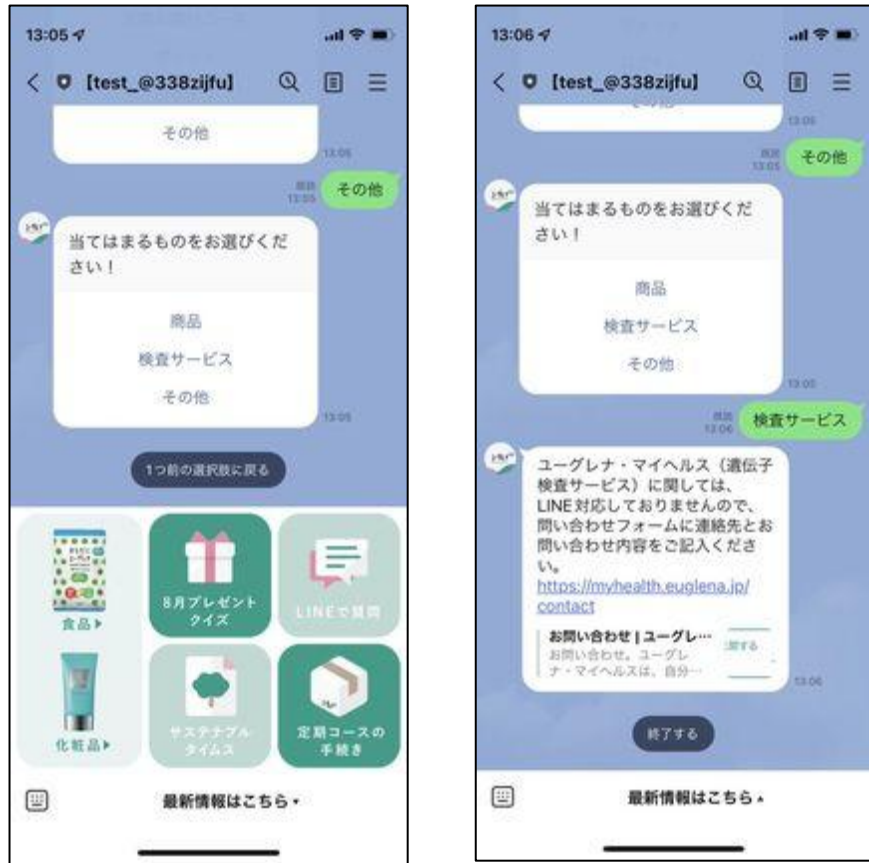 13:05
【test_@338zijfu】
その他
13:05
既読
13:05
その他
当てはまるものをお選びくだ
さい！
商品
検査サービス
その他
13:05
1つ前の選択肢に戻る
食品▶
8月プレゼント
クイズ
LINEで質問
化粧品▶
サステナブル
タイムス
定期コースの
手続き
最新情報はこちら▾
13:06
【test_@338zijfu】
13:05
既読
13:05
その他
当てはまるものをお選びくだ
さい！
商品
検査サービス
その他
13:05
既読
13:06
検査サービス
ユーグレナ・マイヘルス（遺伝子
検査サービス）に関しては、
LINE対応しておりませんので、
問い合わせフォームに連絡先とお
問い合わせ内容をご記入くださ
い。
https://myhealth.euglena.jp/
contact
お問い合わせ | ユーグレ…
お問い合わせ。ユーグレ
ナ・マイヘルスは、自分…
13:06
終了する
最新情報はこちら▴